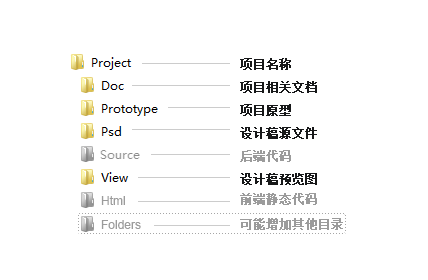 Project 项目名称
Doc 项目相关文档
Prototype 项目原型
Psd 设计稿源文件
Source 后端代码
View 设计稿预览图
Html 前端静态代码
Folders 可能增加其他目录